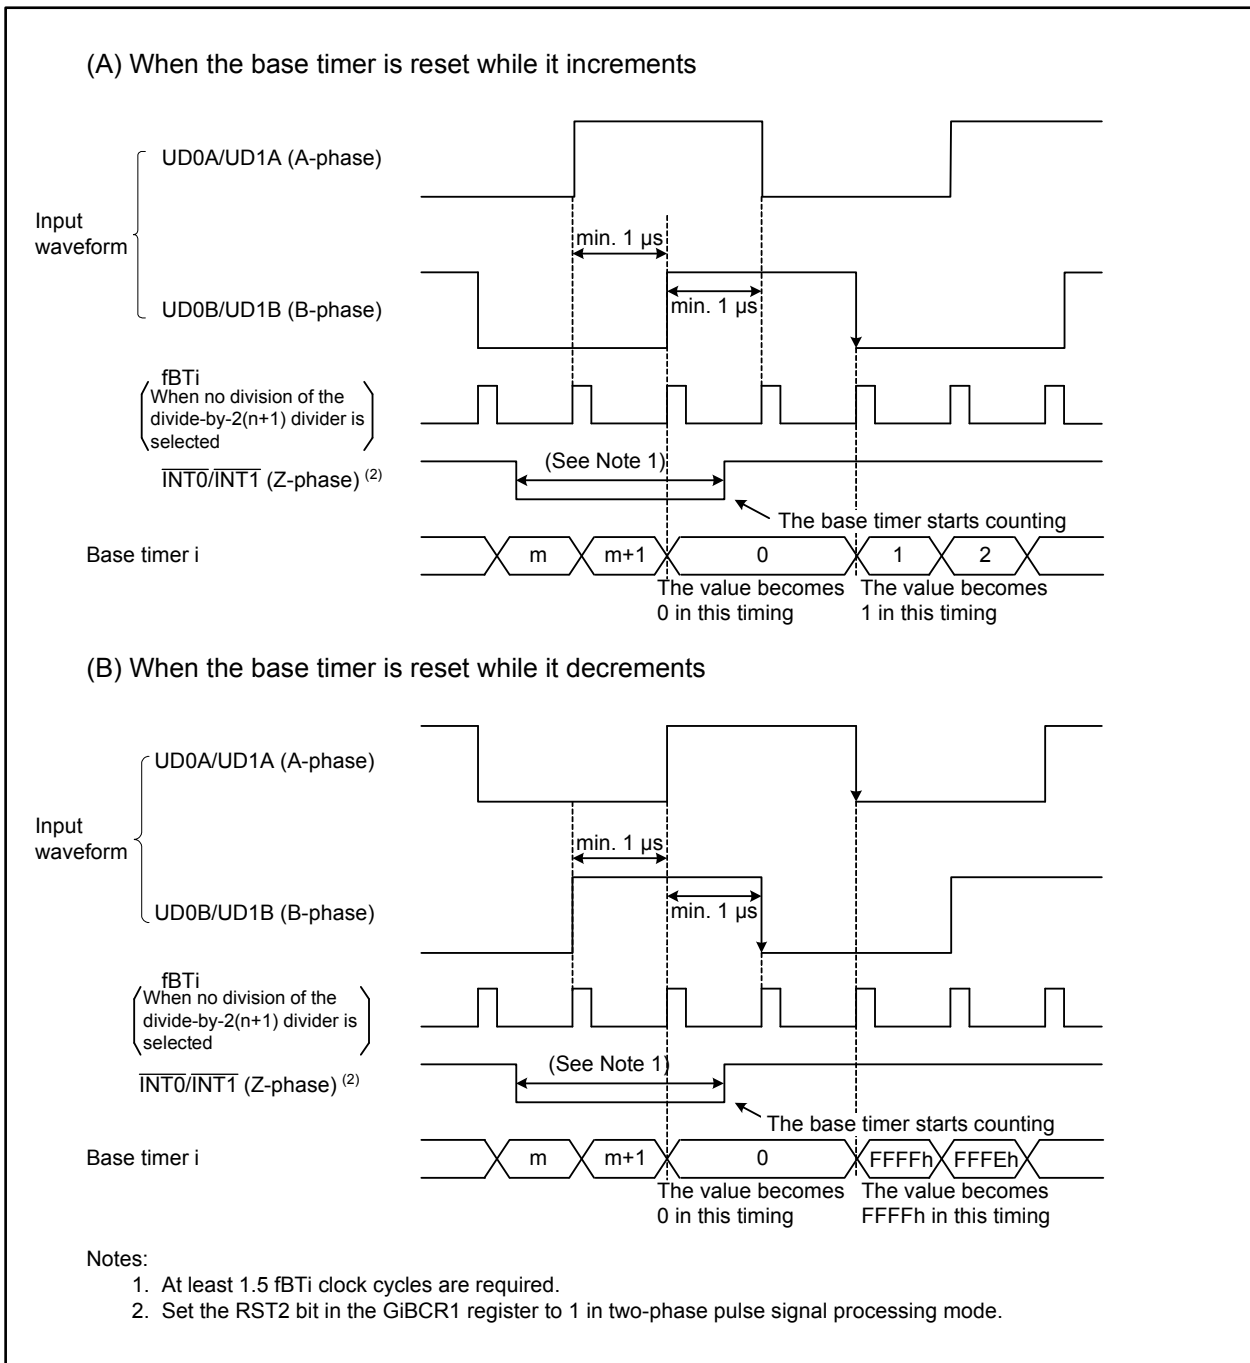 (A) When the base timer is reset while it increments
UD0A/UD1A (A-phase)
Input
waveform
min. 1 µs
UD0B/UD1B (B-phase)
min. 1 µs
fBTi
When no division of the
divide-by-2(n+1) divider is
selected
(See Note 1)
INT0/INT1 (Z-phase) (2)
The base timer starts counting
Base timer i
m
m+1
0
1
2
The value becomes
0 in this timing
The value becomes
1 in this timing
(B) When the base timer is reset while it decrements
UD0A/UD1A (A-phase)
Input
waveform
min. 1 µs
UD0B/UD1B (B-phase)
min. 1 µs
fBTi
When no division of the
divide-by-2(n+1) divider is
selected
(See Note 1)
INT0/INT1 (Z-phase) (2)
The base timer starts counting
Base timer i
m
m+1
0
FFFFh
FFFEh
The value becomes
0 in this timing
The value becomes
FFFFh in this timing
Notes:
1. At least 1.5 fBTi clock cycles are required.
2. Set the RST2 bit in the GiBCR1 register to 1 in two-phase pulse signal processing mode.